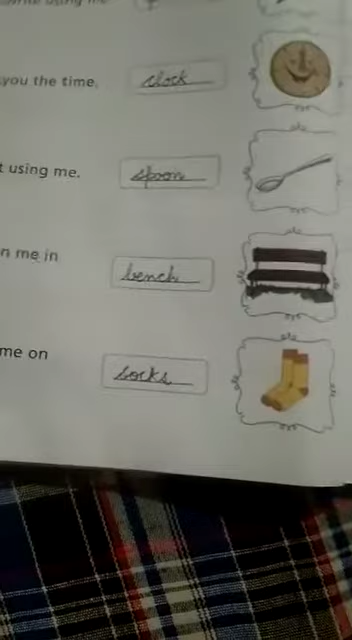 you the time. clock
t using me. spoon
n me in bench
me on socks